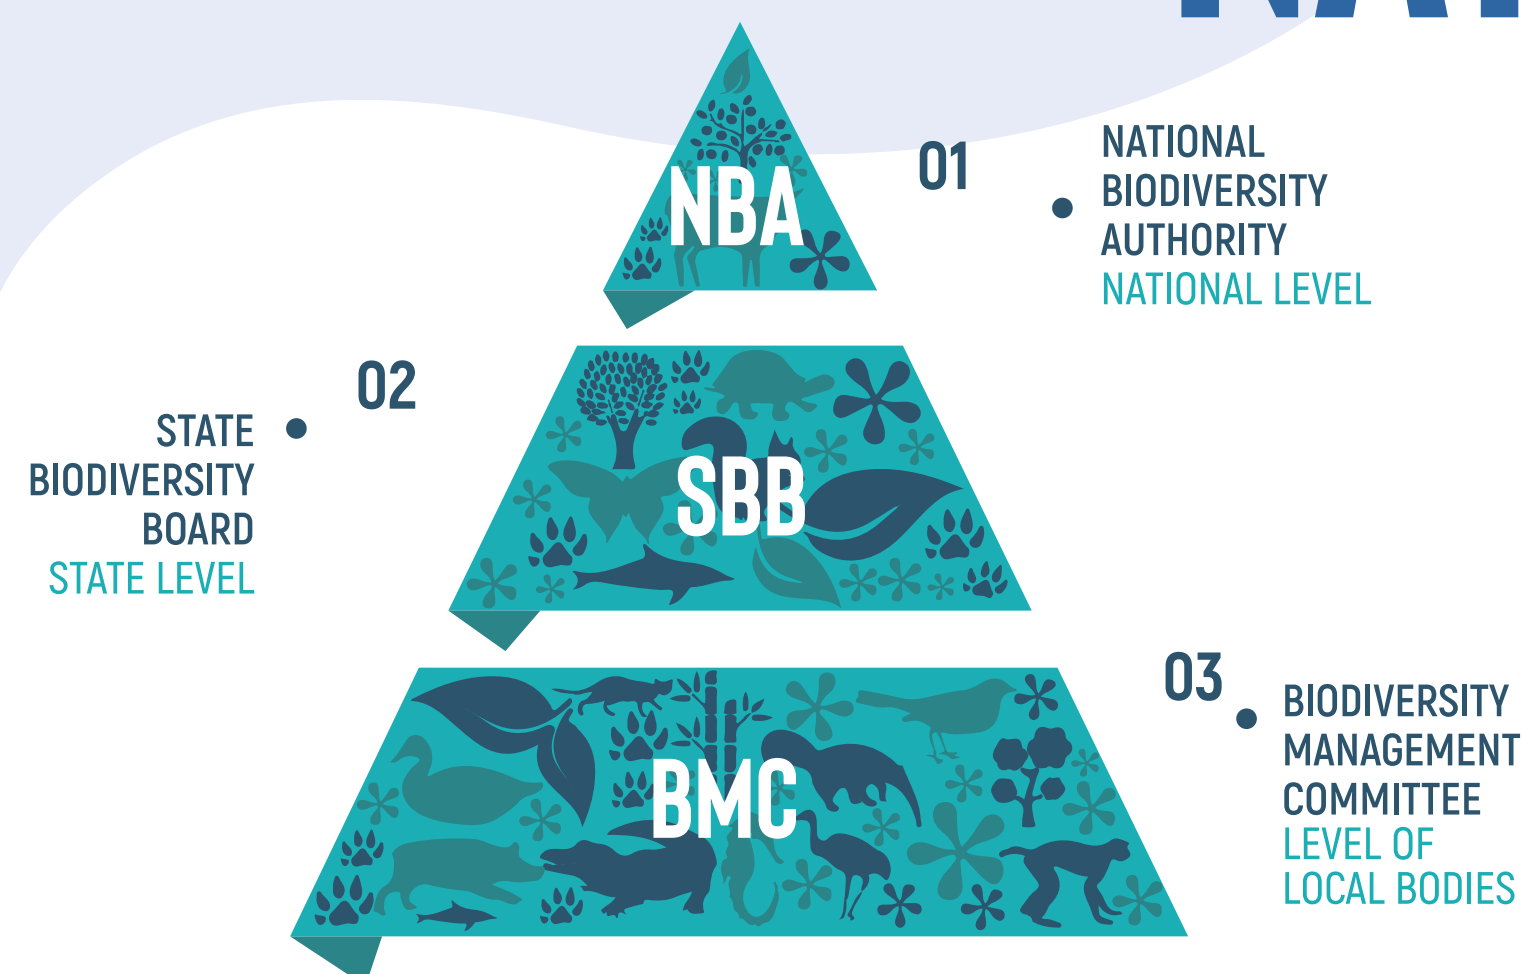 NBA
01
NATIONAL
BIODIVERSITY
AUTHORITY
NATIONAL LEVEL
02
STATE
BIODIVERSITY
BOARD
STATE LEVEL
SBB
03
BIODIVERSITY
MANAGEMENT
COMMITTEE
LEVEL OF
LOCAL BODIES
BMC